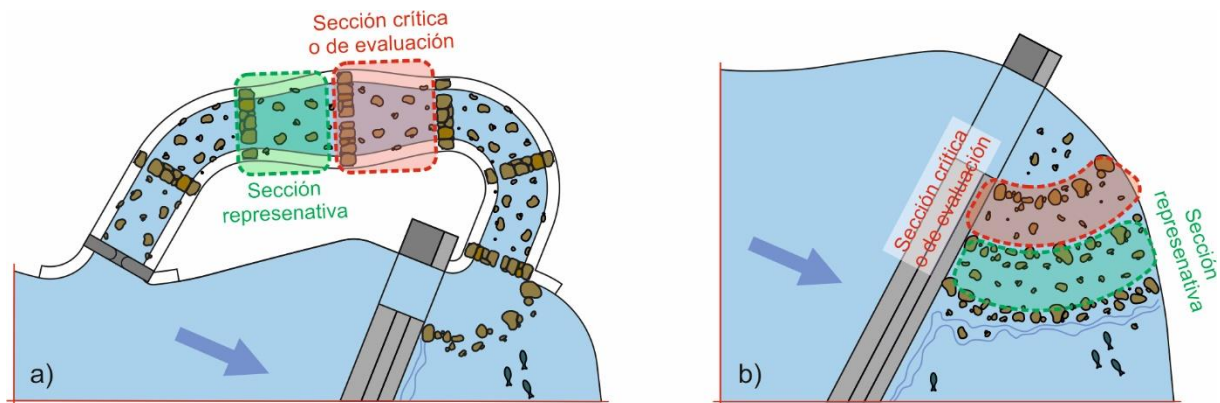 Sección crítica
o de evaluación
Sección
represenativa
a)
Sección crítica
o de evaluación
Sección
represenativa
b)